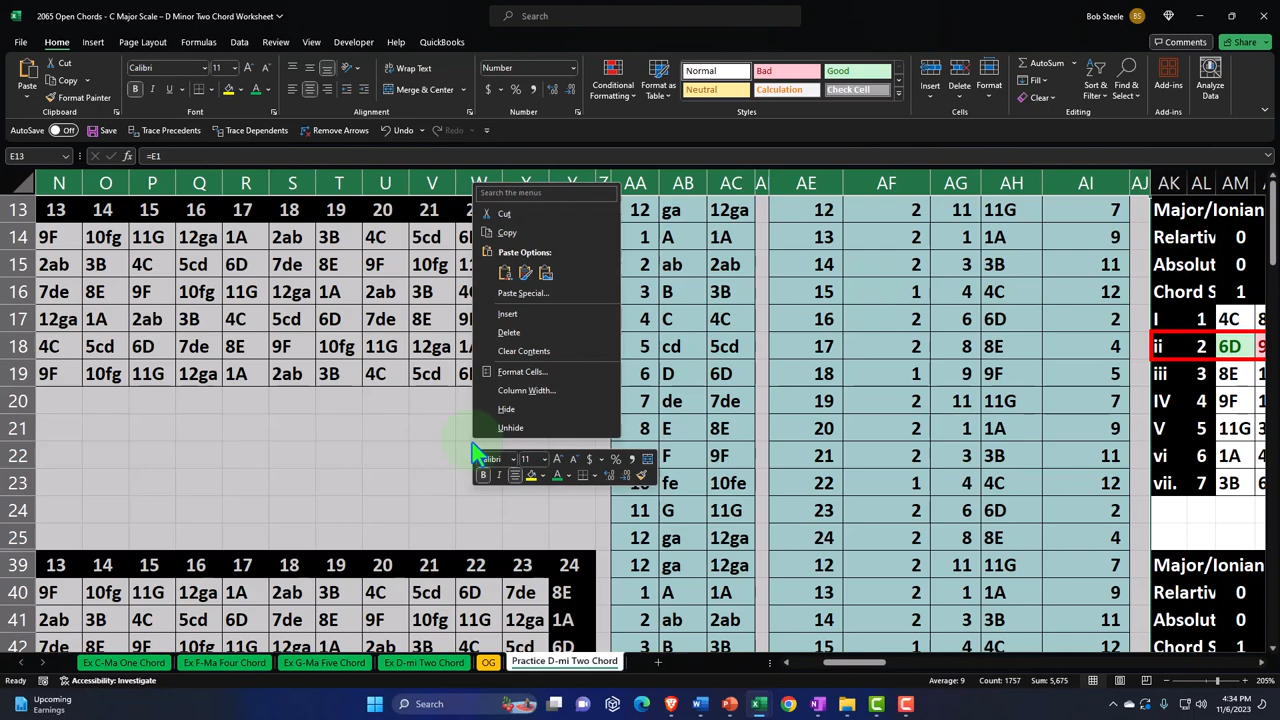 2065 Open Chords - C Major Scale – D Minor Two Chord Worksheet
Search
Bob Steele BS
File Home Insert Page Layout Formulas Data Review View Developer Help QuickBooks Comments Share
Cut
Copy
Format Painter
Paste
Clipboard
Calibri 11
Font
Wrap Text
Merge & Center
Alignment
Number
Number
Conditional Formatting
Format as Table
Normal Bad Good
Neutral Calculation Check Cell
Styles
Insert Delete Format
Cells
AutoSum
Fill
Clear
Sort & Filter
Find & Select
Editing
Add-ins
Add-ins
Analyze Data
AutoSave Off Save Trace Precedents Trace Dependents Remove Arrows Undo Redo
E13 fx =E1
N O P Q R S T U V W X Y Z AA AB AC A AE AF AG AH AI AJ AK AL AM
13 13 14 15 16 17 18 19 20 21 12 ga 12ga 12 2 11 11G 7 Major/Ionian
14 9F 10fg 11G 12ga 1A 2ab 3B 4C 5cd 1 A 1A 13 2 1 1A 9 Relartiv 0
15 2ab 3B 4C 5cd 6D 7de 8E 9F 10fg 2 ab 2ab 14 2 3 3B 11 Absolut 0
16 7de 8E 9F 10fg 11G 12ga 1A 2ab 3B 3 B 3B 15 1 4 4C 12 Chord S 1
17 12ga 1A 2ab 3B 4C 5cd 6D 7de 8E 4 C 4C 16 2 6 6D 2 I 1 4C
18 4C 5cd 6D 7de 8E 9F 10fg 11G 12ga 5 cd 5cd 17 2 8 8E 4 ii 2 6D 9
19 9F 10fg 11G 12ga 1A 2ab 3B 4C 5cd 6 D 6D 18 1 9 9F 5 iii 3 8E
20 7 de 7de 19 2 11 11G 7 IV 4 9F
21 8 E 8E 20 2 1 1A 9 V 5 11G
22 F 9F 21 2 3 3B 11 vi 6 1A
23 fe 10fe 22 1 4 4C 12 vii. 7 3B
24 11 G 11G 23 2 6 6D 2
25 12 ga 12ga 24 2 8 8E 4
39 13 14 15 16 17 18 19 20 21 22 23 24 12 ga 12ga 12 2 11 11G 7 Major/Ionian
40 9F 10fg 11G 12ga 1A 2ab 3B 4C 5cd 6D 7de 8E 1 A 1A 13 2 1 1A 9 Relartiv 0
41 2ab 3B 4C 5cd 6D 7de 8E 9F 10fg 11G 12ga 1A 2 ab 2ab 14 2 3 3B 11 Absolut 0
42 7de 8E 9F 10fg 11G 12ga 1A 2ab 3B 4C 5cd 6D 3 B 3B 15 1 4 4C 12 Chord S 1
Search the menus
Cut
Copy
Paste Options:
Paste Special...
Insert
Delete
Clear Contents
Format Cells...
Column Width...
Hide
Unhide
11
Ex C-Ma One Chord Ex F-Ma Four Chord Ex G-Ma Five Chord Ex D-mi Two Chord OG Practice D-mi Two Chord
Ready Accessibility: Investigate Average: 9 Count: 1757 Sum: 5,675 205%
Upcoming
Earnings
Search
4:34 PM
11/6/2023